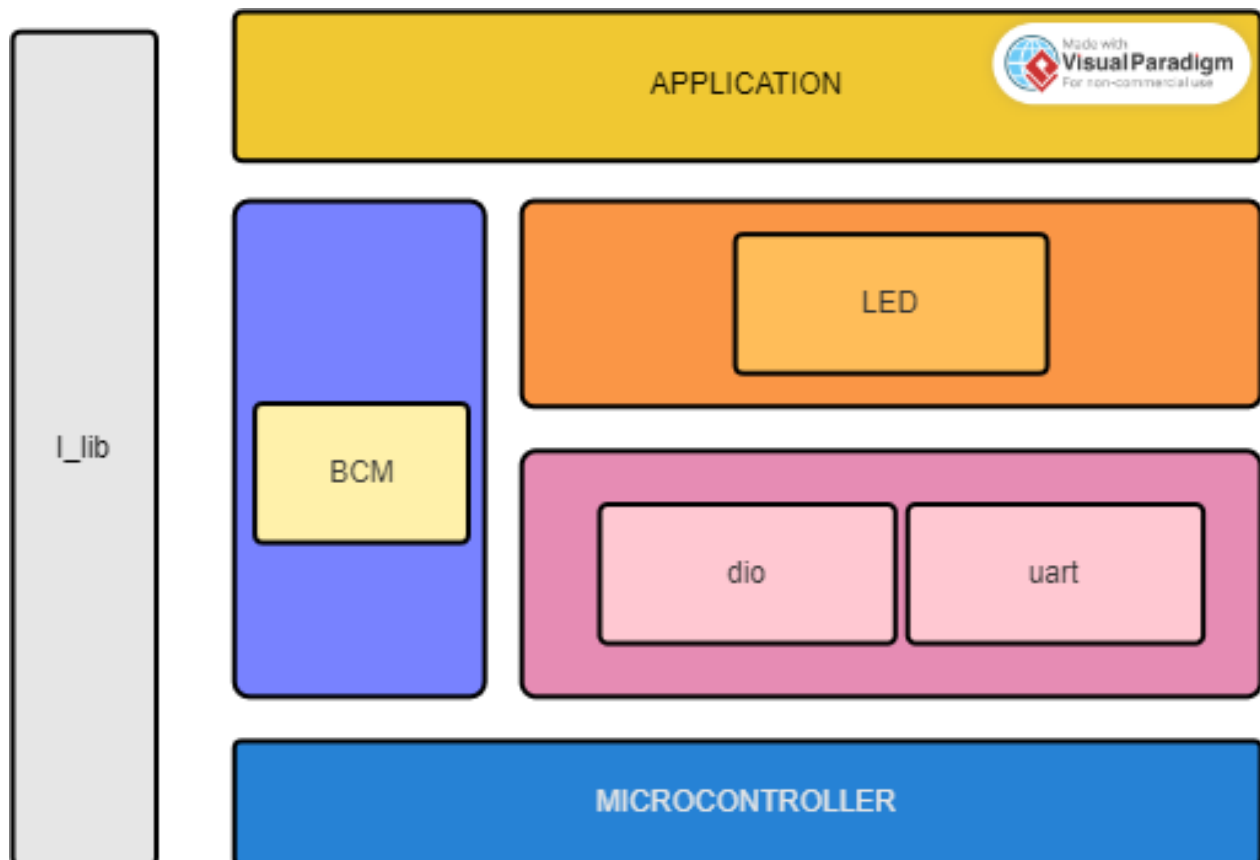 APPLICATION
Made with
Visual Paradigm
For non-commercial use
LED
l_lib
BCM
dio
uart
MICROCONTROLLER